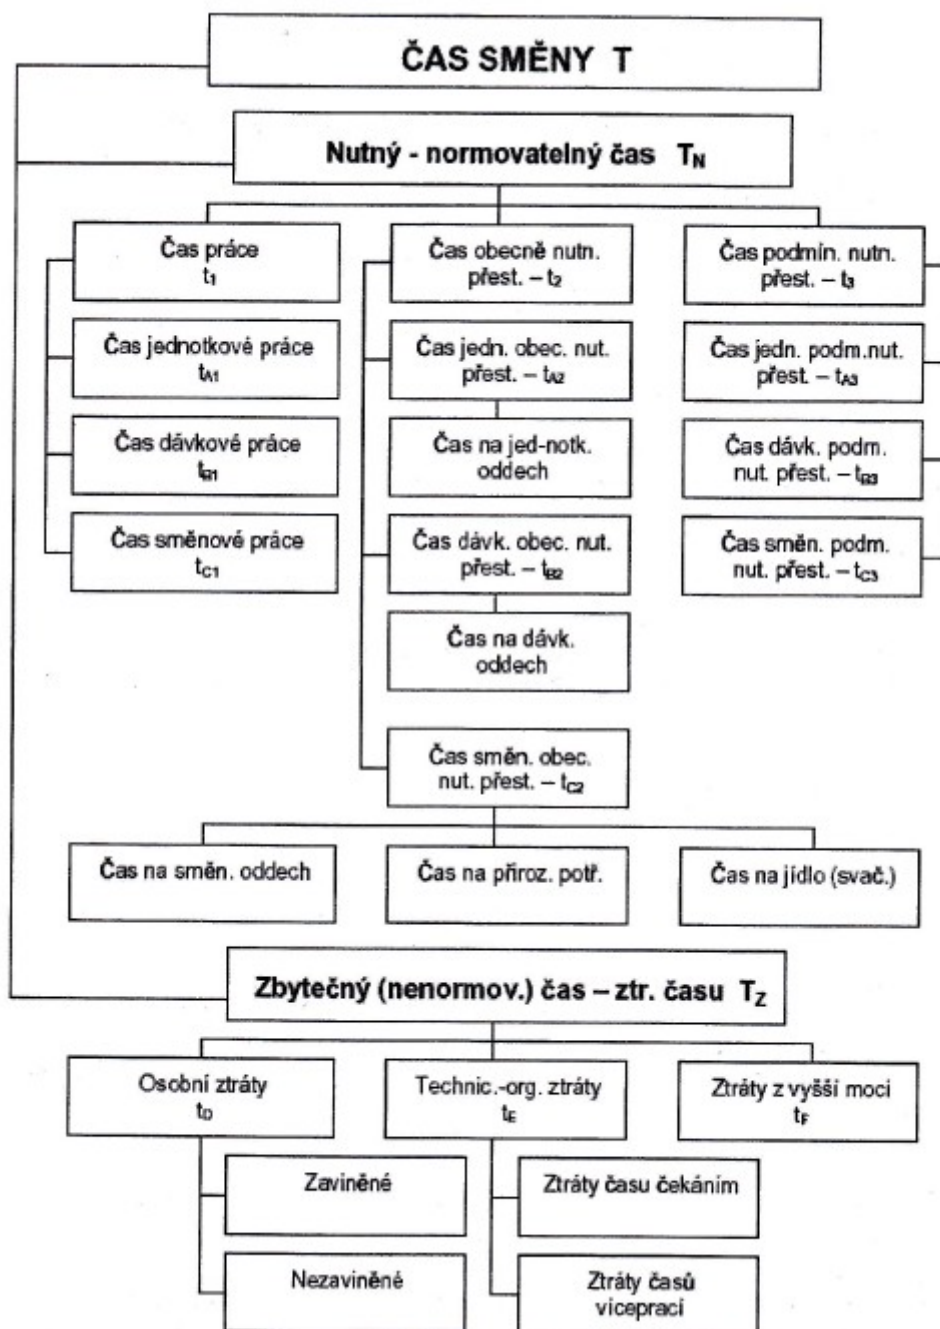 ČAS SMĚNY T
Nutný - normovatelný čas T_N
Čas práce
t_1
Čas obecně nutn.
přest. – t_2
Čas podmín. nutn.
přest. – t_3
Čas jednotkové práce
t_A1
Čas jedn. obec. nut.
přest. – t_A2
Čas jedn. podm.nut.
přest. – t_A3
Čas dávkové práce
t_B1
Čas na jed-notk.
oddech
Čas dávk. podm.
nut. přest. – t_B3
Čas směnové práce
t_C1
Čas dávk. obec. nut.
přest. – t_B2
Čas směn. podm.
nut. přest. – t_C3
Čas na dávk.
oddech
Čas směn. obec.
nut. přest. – t_C2
Čas na směn. oddech
Čas na přiroz. potř.
Čas na jídlo (svač.)
Zbytečný (nenormov.) čas – ztr. času T_Z
Osobní ztráty
t_D
Technic.-org. ztráty
t_E
Ztráty z vyšší moci
t_F
Zaviněné
Ztráty času čekáním
Nezaviněné
Ztráty časů
víceprací